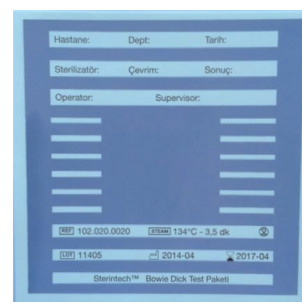 Hastane: Dept: Tarih:
Sterilizatör: Çevrim: Sonuç:
Operator: Supervisor:
REF 102.020.0020 STEAM 134°C - 3,5 dk
LOT 11405 2014-04 2017-04
Sterintech™ Bowie Dick Test Paketi